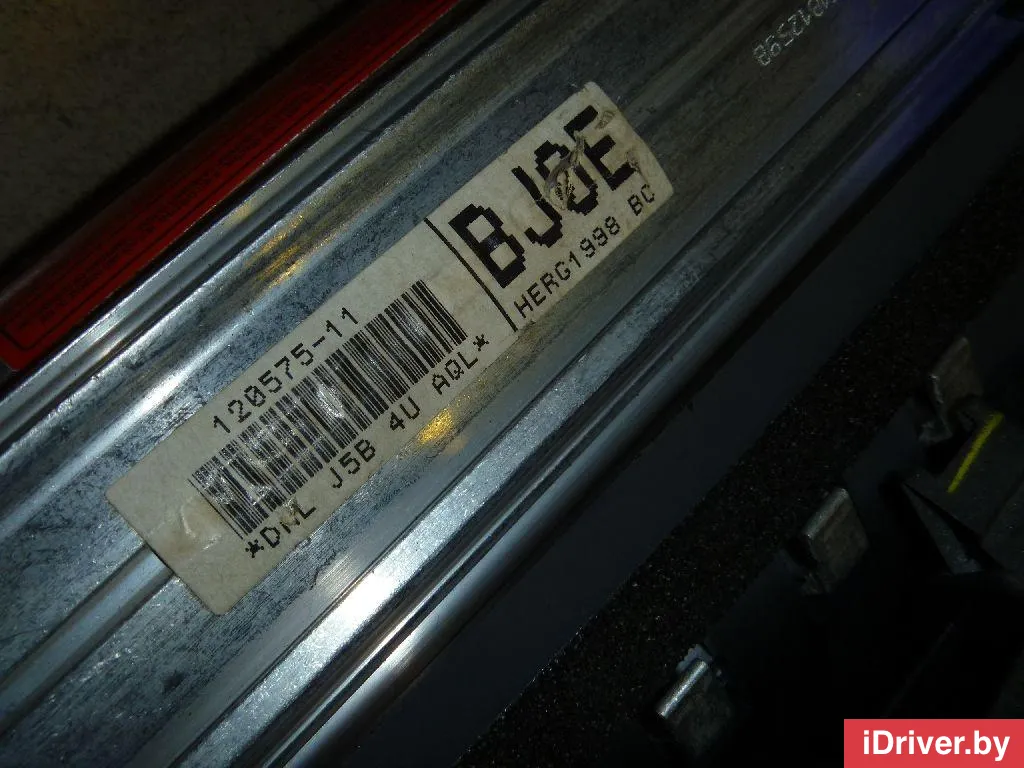 120575-11
*DML J5B 4U AQL*
BJ0E
HERG1998 BC
iDriver.by